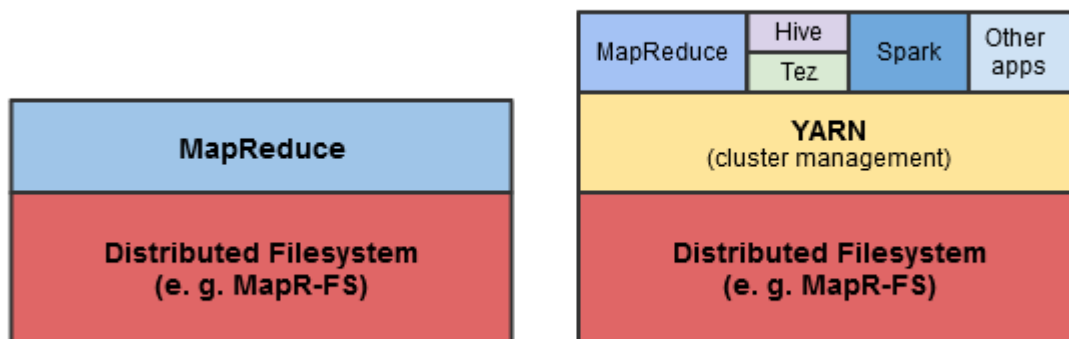 MapReduce
Distributed Filesystem
(e. g. MapR-FS)
MapReduce
Hive
Tez
Spark
Other
apps
YARN
(cluster management)
Distributed Filesystem
(e. g. MapR-FS)